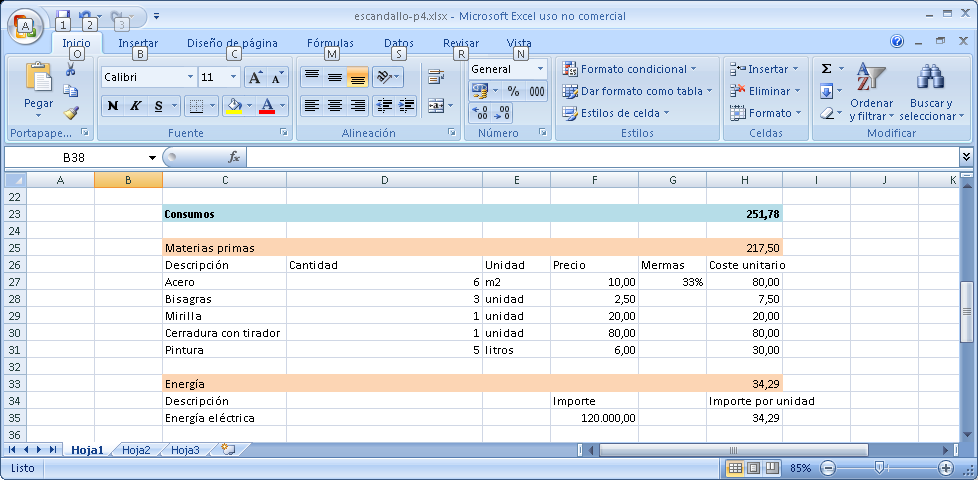 escandallo-p4.xlsx - Microsoft Excel uso no comercial
A 1 2 3
Inicio Insertar Diseño de página Fórmulas Datos Revisar Vista
O B C M S R N
Pegar
Calibri 11 A A
N K S A
General
% 000
Formato condicional
Dar formato como tabla
Estilos de celda
Insertar
Eliminar
Formato
Σ
Ordenar y filtrar
Buscar y seleccionar
Portapape... Fuente Alineación Número Estilos Celdas Modificar
B38 fx
A B C D E F G H I J K
22
23 Consumos 251,78
24
25 Materias primas 217,50
26 Descripción Cantidad Unidad Precio Mermas Coste unitario
27 Acero 6 m2 10,00 33% 80,00
28 Bisagras 3 unidad 2,50 7,50
29 Mirilla 1 unidad 20,00 20,00
30 Cerradura con tirador 1 unidad 80,00 80,00
31 Pintura 5 litros 6,00 30,00
32
33 Energía 34,29
34 Descripción Importe Importe por unidad
35 Energía eléctrica 120.000,00 34,29
36
Hoja1 Hoja2 Hoja3
Listo 85%